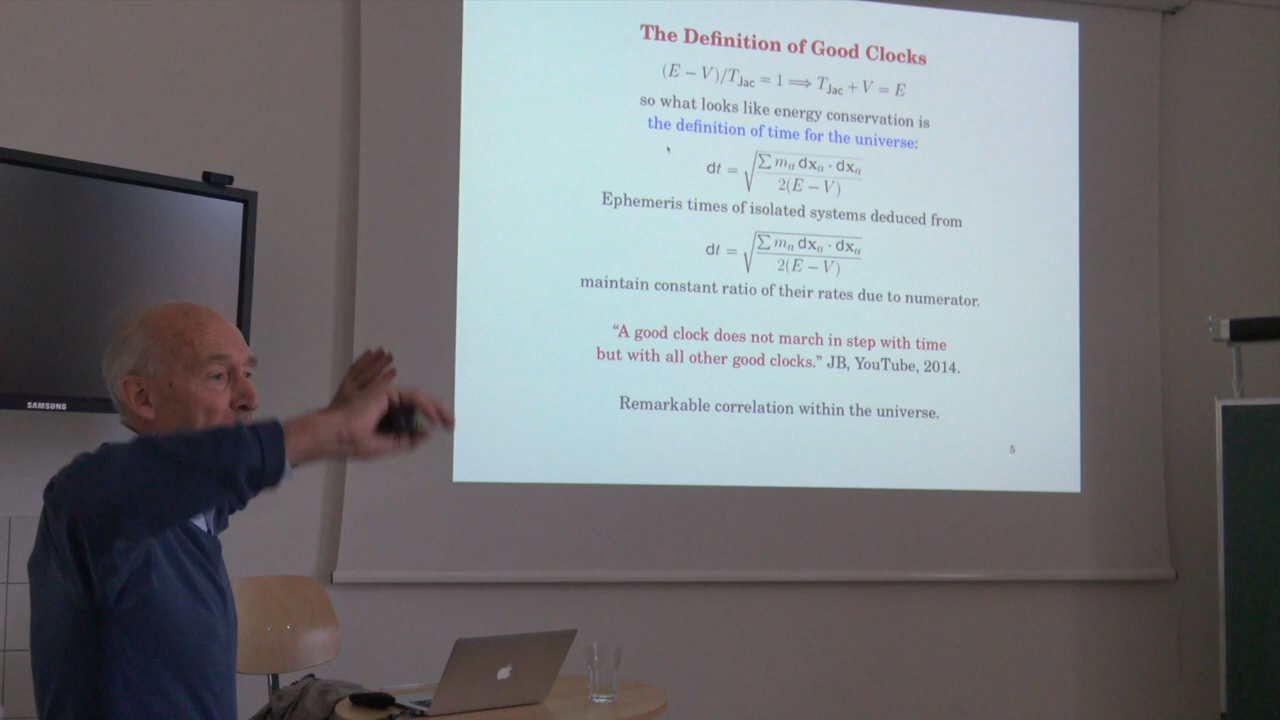 The Definition of Good Clocks
(E − V)/T_Jac = 1 ⟹ T_Jac + V = E
so what looks like energy conservation is
the definition of time for the universe:
dt = √(∑ m_a dx_a · dx_a / 2(E − V))
Ephemeris times of isolated systems deduced from
dt = √(∑ m_a dx_a · dx_a / 2(E − V))
maintain constant ratio of their rates due to numerator.
“A good clock does not march in step with time
but with all other good clocks.” JB, YouTube, 2014.
Remarkable correlation within the universe.
5
SAMSUNG